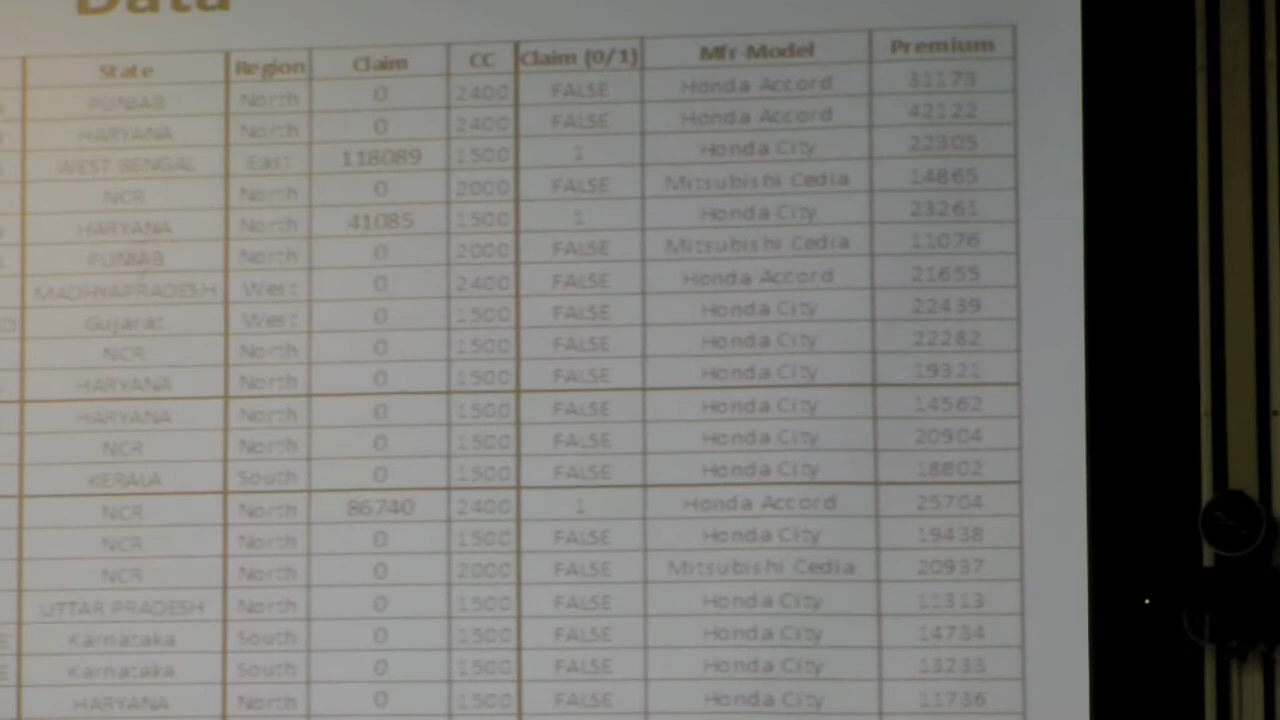 Data
State Region Claim CC Claim (0/1) Mfr-Model Premium
PUNJAB North 0 2400 FALSE Honda Accord 31173
HARYANA North 0 2400 FALSE Honda Accord 42122
WEST BENGAL East 118089 1500 1 Honda City 22305
NCR North 0 2000 FALSE Mitsubishi Cedia 14865
HARYANA North 41085 1500 1 Honda City 23261
PUNJAB North 0 2000 FALSE Mitsubishi Cedia 11076
MADHYAPRADESH West 0 2400 FALSE Honda Accord 21655
Gujarat West 0 1500 FALSE Honda City 22439
NCR North 0 1500 FALSE Honda City 22282
HARYANA North 0 1500 FALSE Honda City 19321
HARYANA North 0 1500 FALSE Honda City 14562
NCR North 0 1500 FALSE Honda City 20904
KERALA South 0 1500 FALSE Honda City 18802
NCR North 86740 2400 1 Honda Accord 25704
NCR North 0 1500 FALSE Honda City 19438
NCR North 0 2000 FALSE Mitsubishi Cedia 20937
UTTAR PRADESH North 0 1500 FALSE Honda City 11313
Karnataka South 0 1500 FALSE Honda City 14734
Karnataka South 0 1500 FALSE Honda City 13233
HARYANA North 0 1500 FALSE Honda City 11736